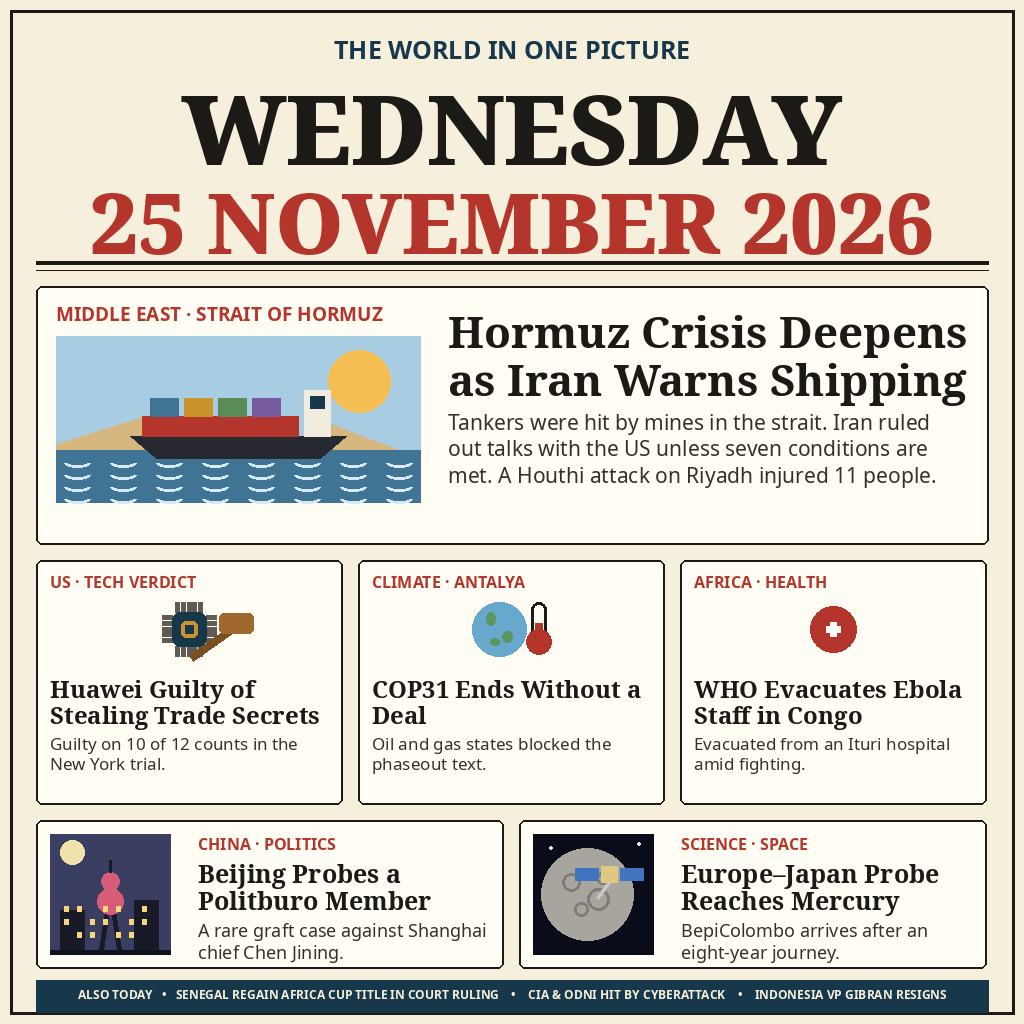 THE WORLD IN ONE PICTURE
WEDNESDAY
25 NOVEMBER 2026
MIDDLE EAST · STRAIT OF HORMUZ
Hormuz Crisis Deepens
as Iran Warns Shipping
Tankers were hit by mines in the strait. Iran ruled
out talks with the US unless seven conditions are
met. A Houthi attack on Riyadh injured 11 people.
US · TECH VERDICT
Huawei Guilty of
Stealing Trade Secrets
Guilty on 10 of 12 counts in the
New York trial.
CLIMATE · ANTALYA
COP31 Ends Without a
Deal
Oil and gas states blocked the
phaseout text.
AFRICA · HEALTH
WHO Evacuates Ebola
Staff in Congo
Evacuated from an Ituri hospital
amid fighting.
CHINA · POLITICS
Beijing Probes a
Politburo Member
A rare graft case against Shanghai
chief Chen Jining.
SCIENCE · SPACE
Europe–Japan Probe
Reaches Mercury
BepiColombo arrives after an
eight-year journey.
ALSO TODAY • SENEGAL REGAIN AFRICA CUP TITLE IN COURT RULING • CIA & ODNI HIT BY CYBERATTACK • INDONESIA VP GIBRAN RESIGNS